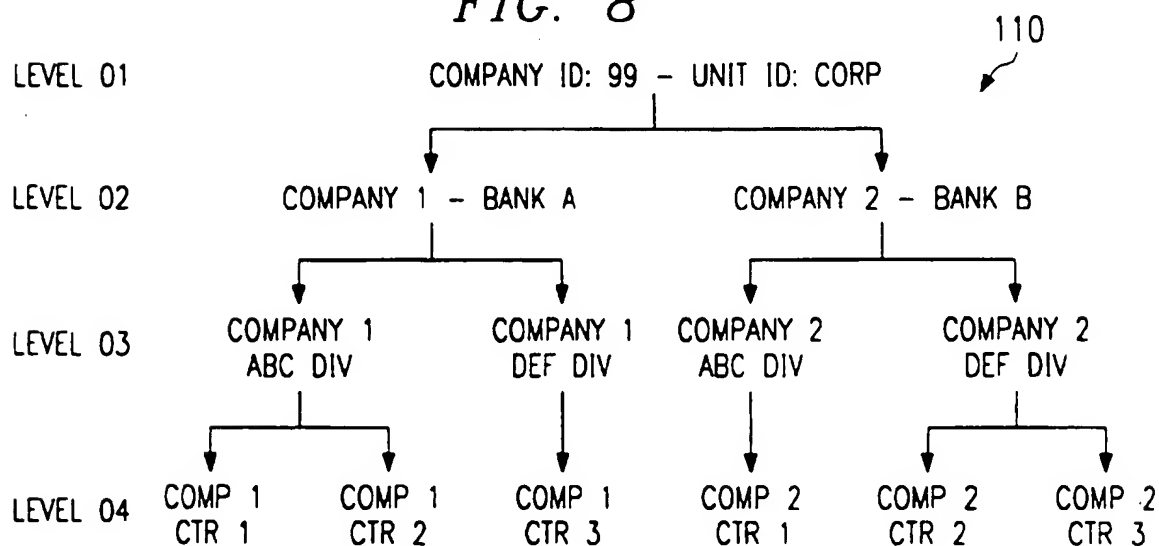 FIG. 8
110
LEVEL 01 COMPANY ID: 99 – UNIT ID: CORP
LEVEL 02 COMPANY 1 – BANK A COMPANY 2 – BANK B
LEVEL 03
COMPANY 1 COMPANY 1 COMPANY 2 COMPANY 2
ABC DIV DEF DIV ABC DIV DEF DIV
LEVEL 04
COMP 1 COMP 1 COMP 1 COMP 2 COMP 2 COMP 2
CTR 1 CTR 2 CTR 3 CTR 1 CTR 2 CTR 3